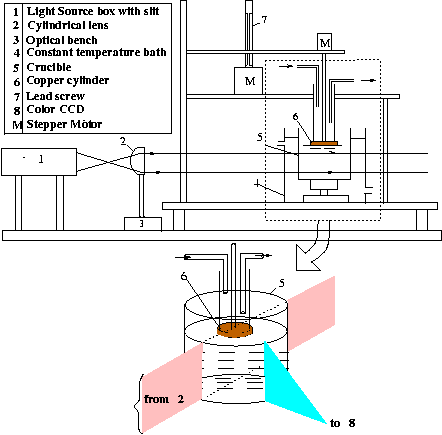 1 Light Source box with slit
2 Cylindrical lens
3 Optical bench
4 Constant temperature bath
5 Crucible
6 Copper cylinder
7 Lead screw
8 Color CCD
M Stepper Motor
7
M
M
6
2
5
1
4
3
6
5
from 2
to 8